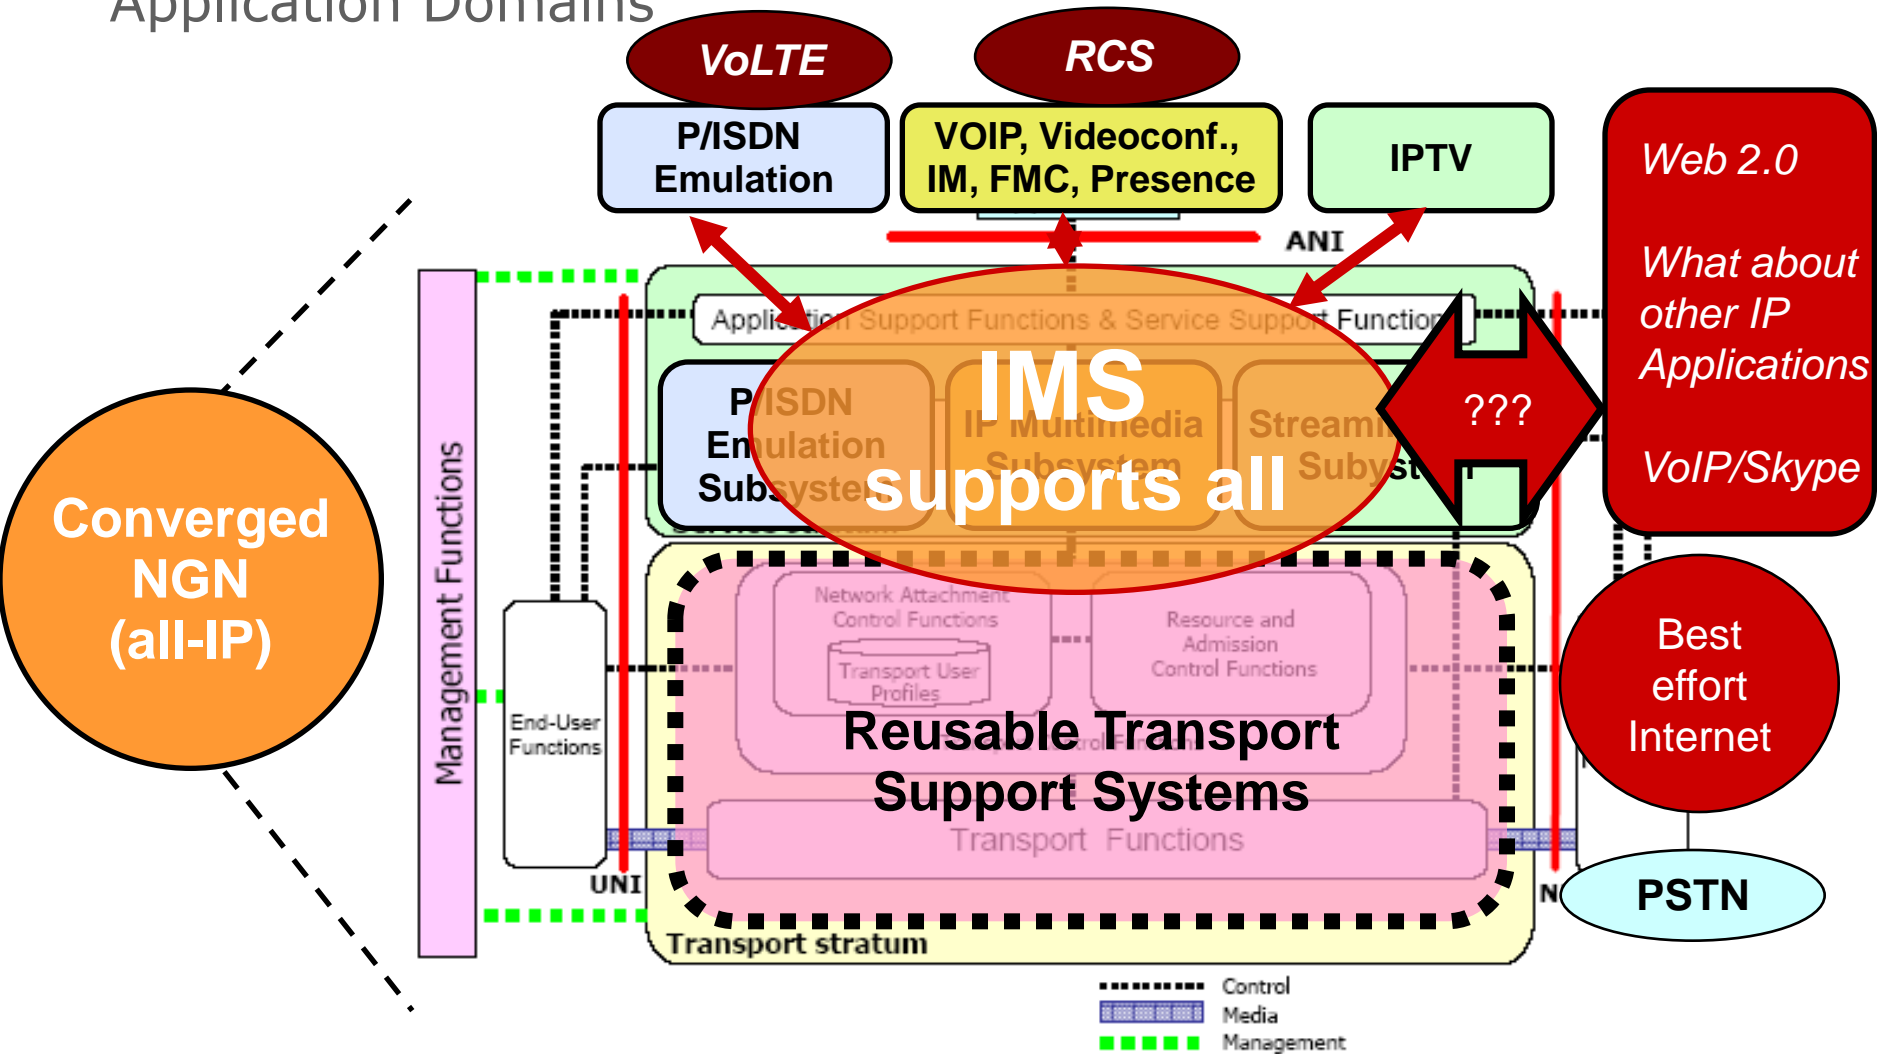 Application Domains
VoLTE
RCS
P/ISDN
Emulation
VOIP, Videoconf.,
IM, FMC, Presence
IPTV
Web 2.0
What about
other IP
Applications
VoIP/Skype
ANI
Application Support Functions & Service Support Function
IMS
supports all
P/ISDN
Emulation
Subsystem
IP Multimedia
Subsystem
???
Converged
NGN
(all-IP)
Management Functions
End-User
Functions
Network Attachment
Control Functions
Transport User
Profiles
Resource and
Admission
Control Functions
Best
effort
Internet
Reusable Transport
Support Systems
Transport Functions
UNI
N
PSTN
Transport stratum
Control
Media
Management